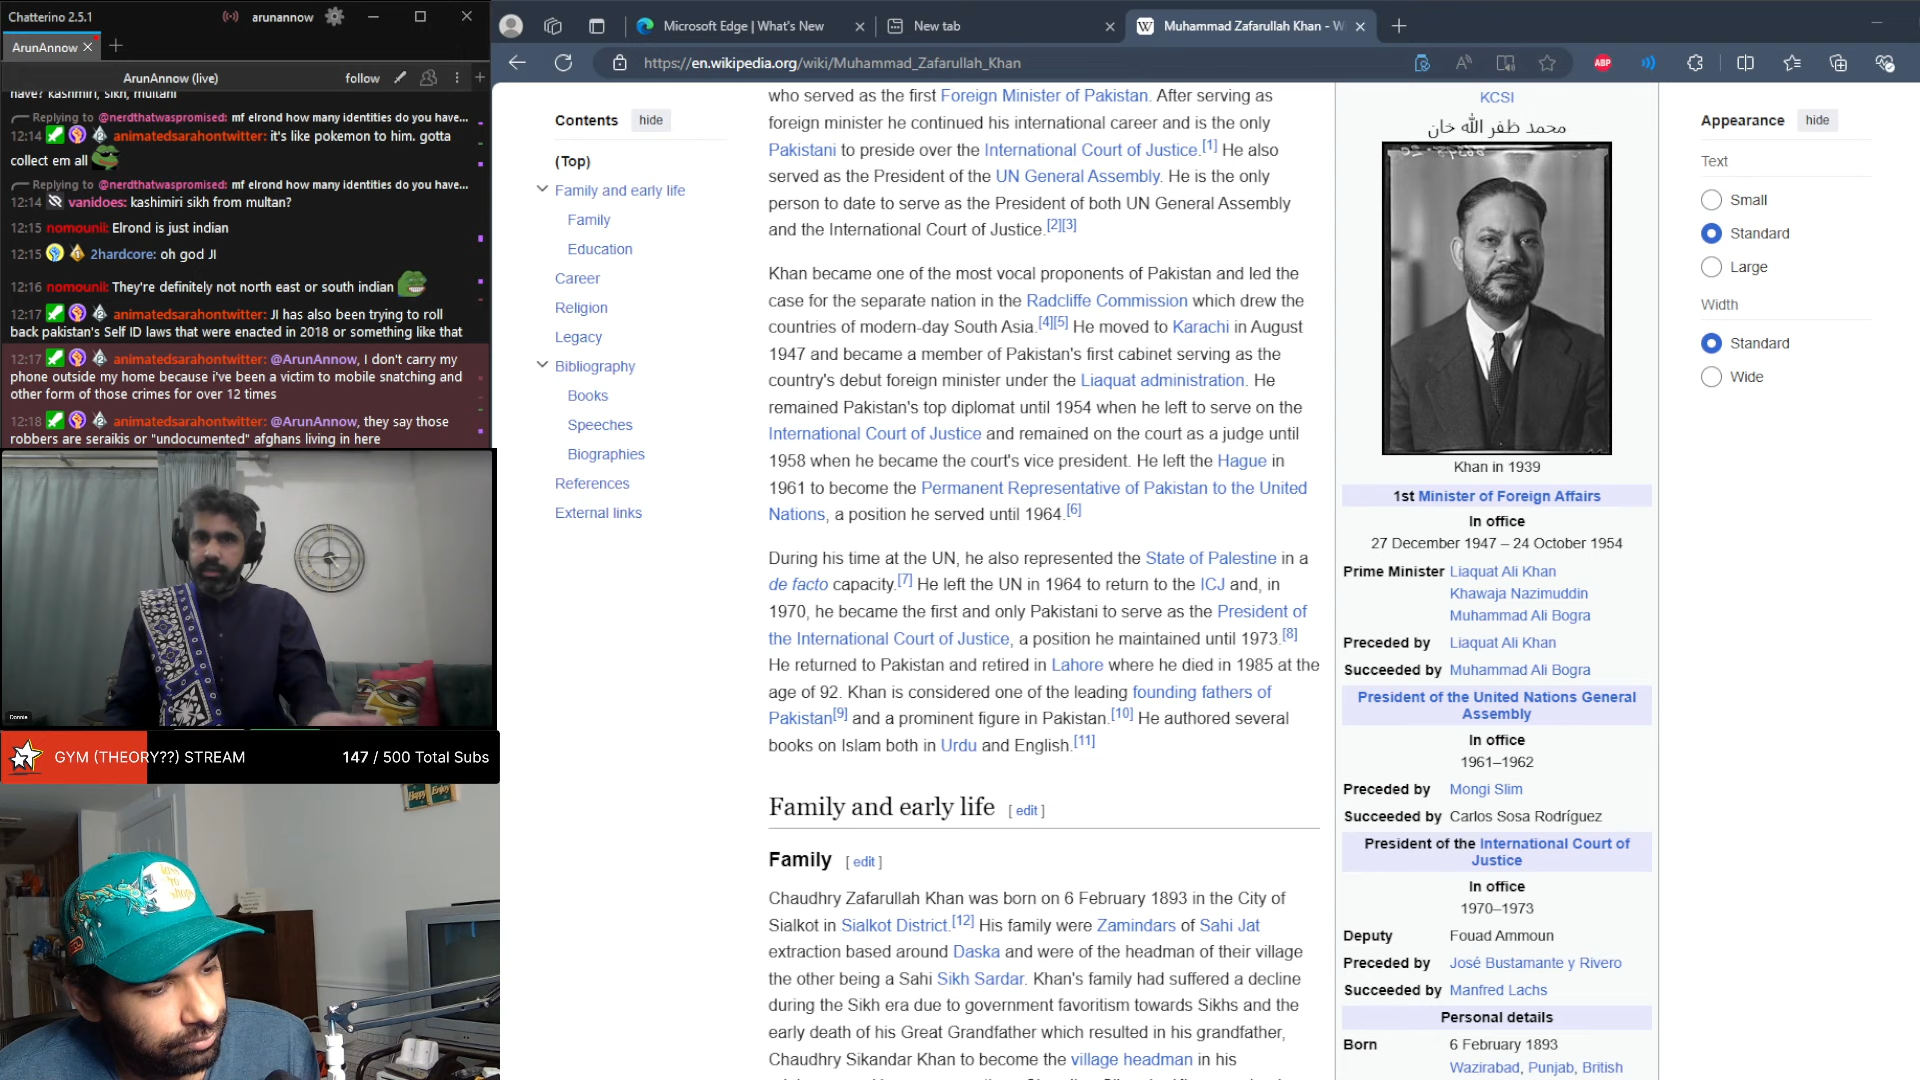 Chatterino 2.5.1
arunannow
ArunAnnow
ArunAnnow (live)
follow
have? kashmiri, sikh, multani
Replying to @nerdthatwaspromised: mf elrond how many identities do you have...
12:14 animatedsarahontwitter: it's like pokemon to him. gotta
collect em all
Replying to @nerdthatwaspromised: mf elrond how many identities do you have...
12:14 vanidoes: kashimiri sikh from multan?
12:15 nomounii: Elrond is just indian
12:15 2hardcore: oh god JI
12:16 nomounii: They're definitely not north east or south indian
12:17 animatedsarahontwitter: JI has also been trying to roll
back pakistan's Self ID laws that were enacted in 2018 or something like that
12:17 animatedsarahontwitter: @ArunAnnow, I don't carry my
phone outside my home because i've been a victim to mobile snatching and
other form of those crimes for over 12 times
12:18 animatedsarahontwitter: @ArunAnnow, they say those
robbers are seraikis or "undocumented" afghans living in here
Donnie
GYM (THEORY??) STREAM
147 / 500 Total Subs
Microsoft Edge | What's New
New tab
Muhammad Zafarullah Khan - W
https://en.wikipedia.org/wiki/Muhammad_Zafarullah_Khan
ABP
Contents
hide
(Top)
Family and early life
Family
Education
Career
Religion
Legacy
Bibliography
Books
Speeches
Biographies
References
External links
who served as the first Foreign Minister of Pakistan. After serving as
foreign minister he continued his international career and is the only
Pakistani to preside over the International Court of Justice.[1] He also
served as the President of the UN General Assembly. He is the only
person to date to serve as the President of both UN General Assembly
and the International Court of Justice.[2][3]
Khan became one of the most vocal proponents of Pakistan and led the
case for the separate nation in the Radcliffe Commission which drew the
countries of modern-day South Asia.[4][5] He moved to Karachi in August
1947 and became a member of Pakistan's first cabinet serving as the
country's debut foreign minister under the Liaquat administration. He
remained Pakistan's top diplomat until 1954 when he left to serve on the
International Court of Justice and remained on the court as a judge until
1958 when he became the court's vice president. He left the Hague in
1961 to become the Permanent Representative of Pakistan to the United
Nations, a position he served until 1964.[6]
During his time at the UN, he also represented the State of Palestine in a
de facto capacity.[7] He left the UN in 1964 to return to the ICJ and, in
1970, he became the first and only Pakistani to serve as the President of
the International Court of Justice, a position he maintained until 1973.[8]
He returned to Pakistan and retired in Lahore where he died in 1985 at the
age of 92. Khan is considered one of the leading founding fathers of
Pakistan[9] and a prominent figure in Pakistan.[10] He authored several
books on Islam both in Urdu and English.[11]
Family and early life [ edit ]
Family [ edit ]
Chaudhry Zafarullah Khan was born on 6 February 1893 in the City of
Sialkot in Sialkot District.[12] His family were Zamindars of Sahi Jat
extraction based around Daska and were of the headman of their village
the other being a Sahi Sikh Sardar. Khan's family had suffered a decline
during the Sikh era due to government favoritism towards Sikhs and the
early death of his Great Grandfather which resulted in his grandfather,
Chaudhry Sikandar Khan to become the village headman in his
KCSI
محمد ظفر الله خان
Khan in 1939
1st Minister of Foreign Affairs
In office
27 December 1947 – 24 October 1954
Prime Minister Liaquat Ali Khan
Khawaja Nazimuddin
Muhammad Ali Bogra
Preceded by Liaquat Ali Khan
Succeeded by Muhammad Ali Bogra
President of the United Nations General
Assembly
In office
1961–1962
Preceded by Mongi Slim
Succeeded by Carlos Sosa Rodríguez
President of the International Court of
Justice
In office
1970–1973
Deputy Fouad Ammoun
Preceded by José Bustamante y Rivero
Succeeded by Manfred Lachs
Personal details
Born 6 February 1893
Wazirabad, Punjab, British
Appearance
hide
Text
Small
Standard
Large
Width
Standard
Wide